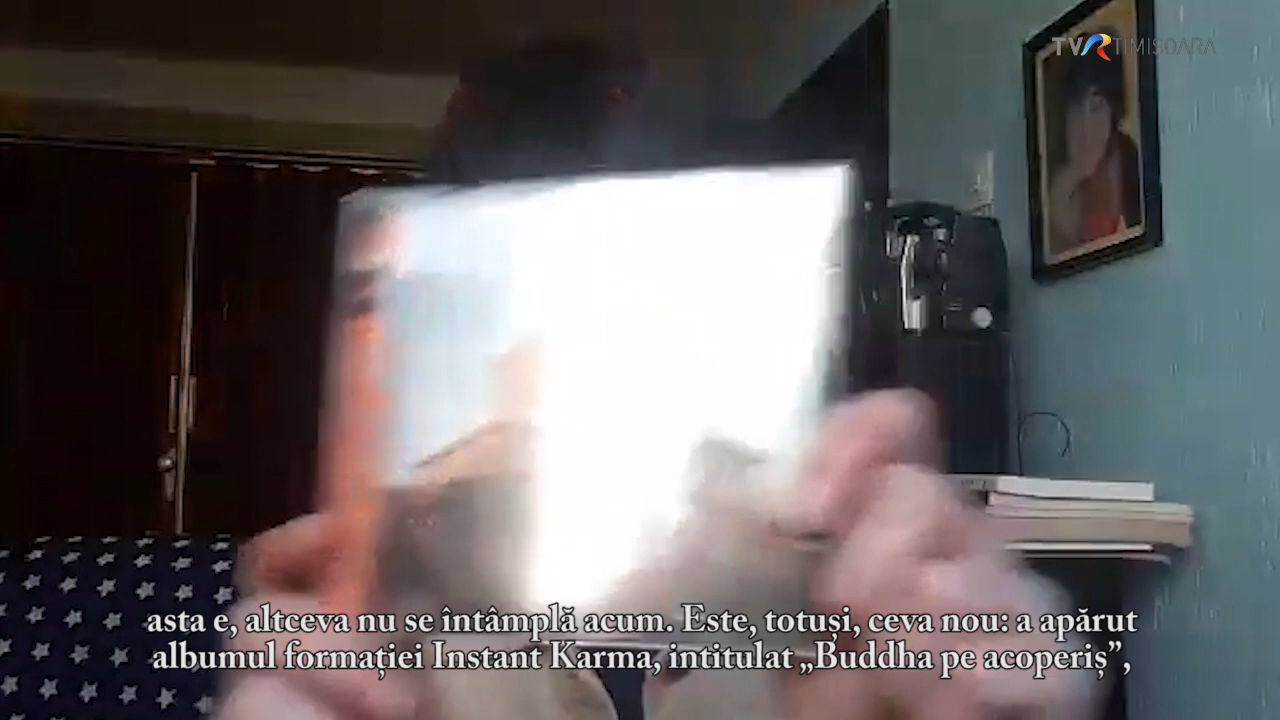 TVR TIMISOARA
asta e, altceva nu se întâmplă acum. Este, totuși, ceva nou: a apărut
albumul formației Instant Karma, intitulat „Buddha pe acoperiș”,